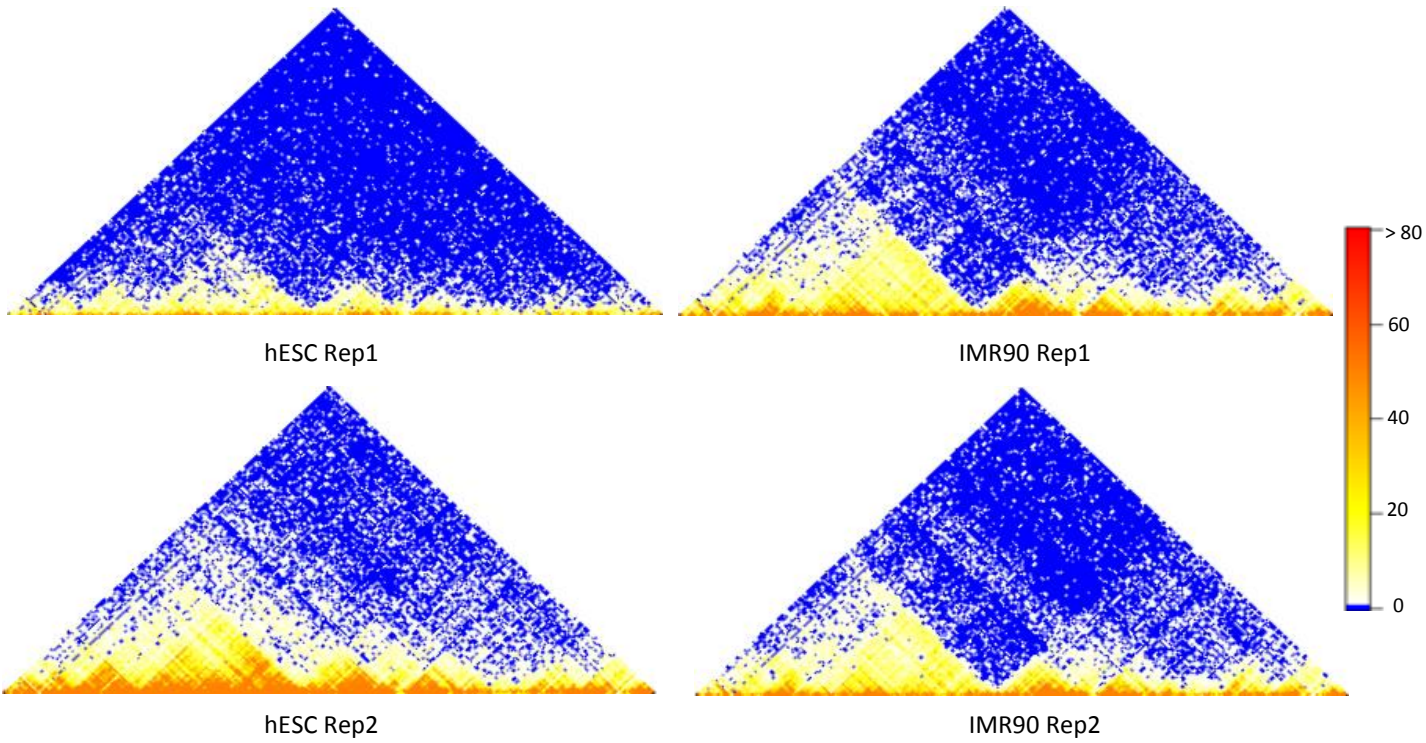 hESC Rep1
IMR90 Rep1
> 80
60
40
20
0
hESC Rep2
IMR90 Rep2